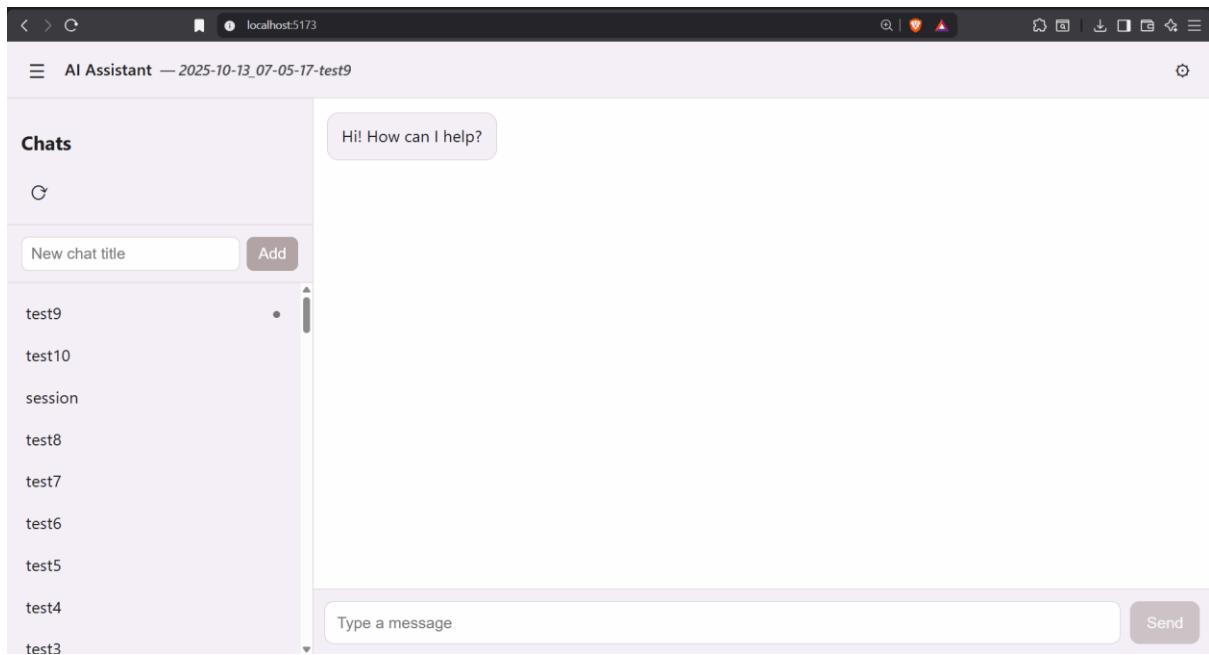 localhost:5173
AI Assistant — 2025-10-13_07-05-17-test9
Chats
New chat title
Add
test9
test10
session
test8
test7
test6
test5
test4
test3
Hi! How can I help?
Type a message
Send